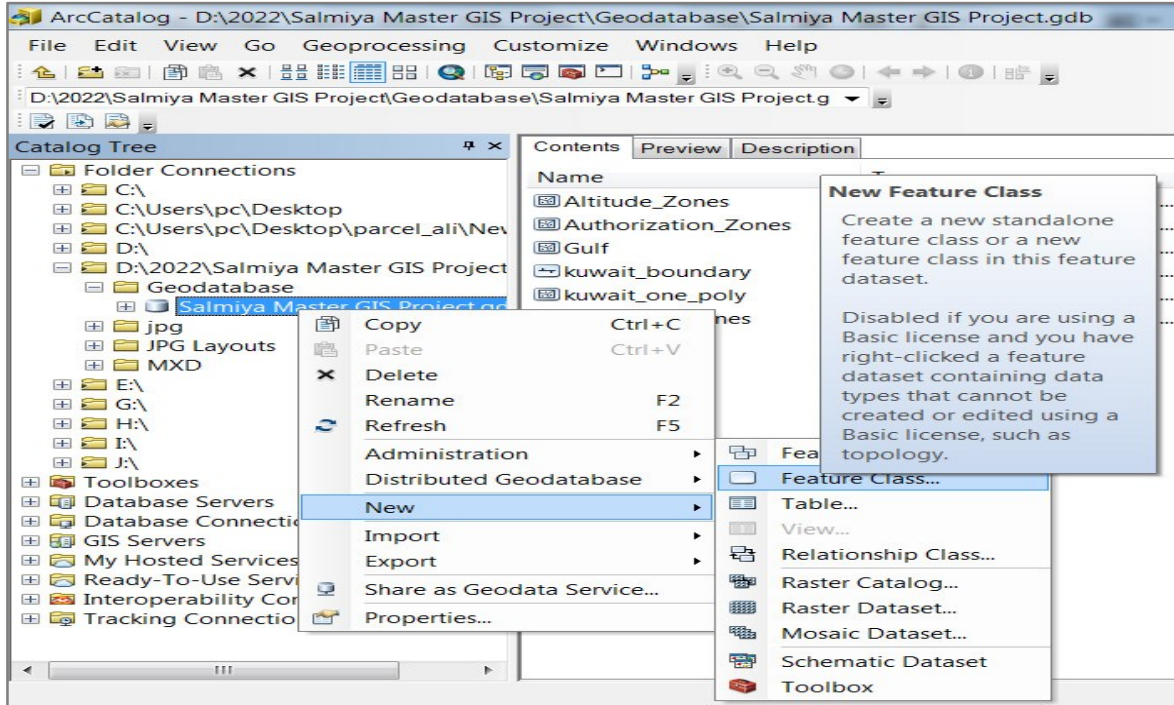 ArcCatalog - D:\2022\Salmiya Master GIS Project\Geodatabase\Salmiya Master GIS Project.gdb
File Edit View Go Geoprocessing Customize Windows Help
D:\2022\Salmiya Master GIS Project\Geodatabase\Salmiya Master GIS Project.g
Catalog Tree
Folder Connections
C:\
C:\Users\pc\Desktop
C:\Users\pc\Desktop\parcel_ali\Nev
D:\
D:\2022\Salmiya Master GIS Project
Geodatabase
Salmiya Master GIS Project.gd
jpg
JPG Layouts
MXD
E:\
G:\
H:\
I:\
J:\
Toolboxes
Database Servers
Database Connectio
GIS Servers
My Hosted Services
Ready-To-Use Servi
Interoperability Cor
Tracking Connectio
Contents Preview Description
Name
Altitude_Zones
Authorization_Zones
Gulf
kuwait_boundary
kuwait_one_poly
nes
Copy Ctrl+C
Paste Ctrl+V
Delete
Rename F2
Refresh F5
Administration
Distributed Geodatabase
New
Import
Export
Share as Geodata Service...
Properties...
Fea
Feature Class...
Table...
View...
Relationship Class...
Raster Catalog...
Raster Dataset...
Mosaic Dataset...
Schematic Dataset
Toolbox
New Feature Class
Create a new standalone
feature class or a new
feature class in this feature
dataset.
Disabled if you are using a
Basic license and you have
right-clicked a feature
dataset containing data
types that cannot be
created or edited using a
Basic license, such as
topology.